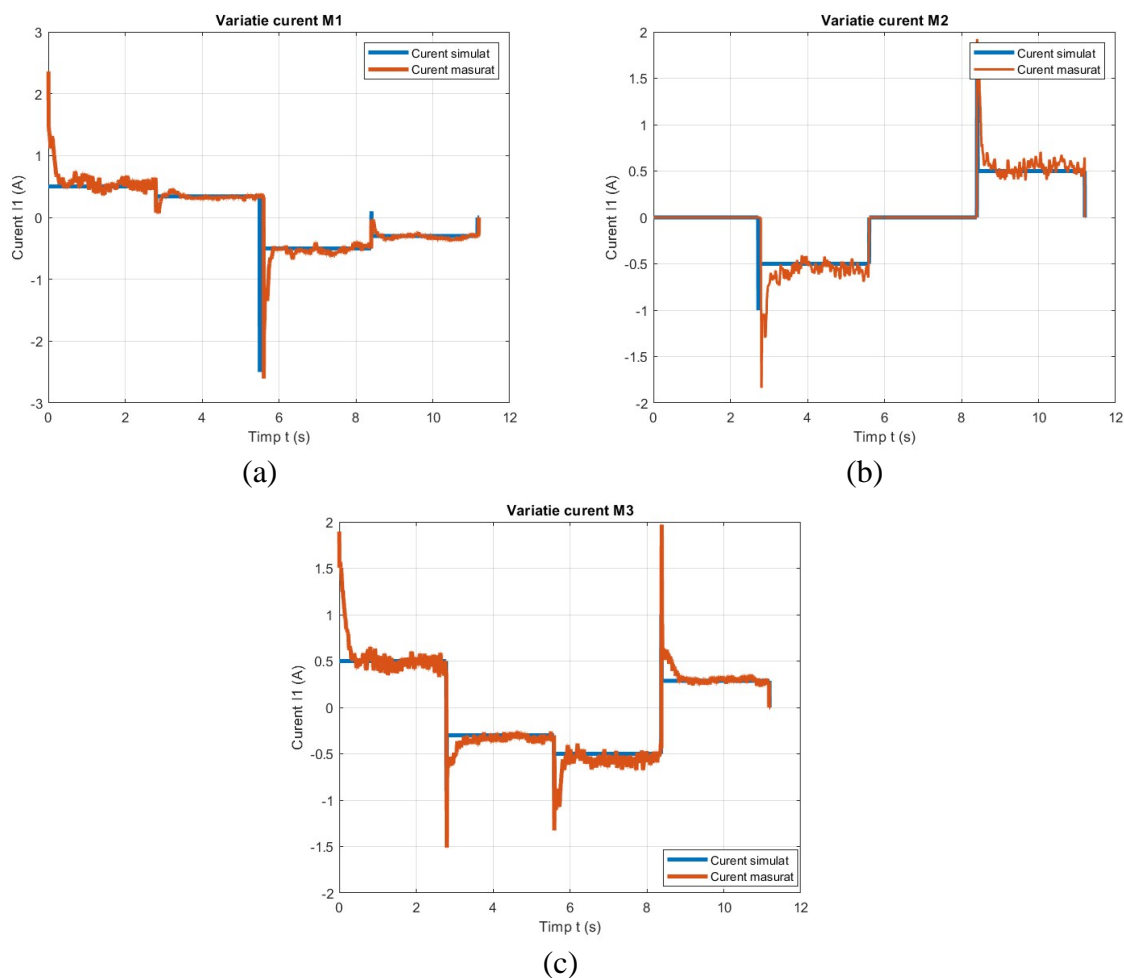 Variatie curent M1
3
2
1
0
-1
-2
-3
Curent I1 (A)
Curent simulat
Curent masurat
0 2 4 6 8 10 12
Timp t (s)
(a)
Variatie curent M2
2
1.5
1
0.5
0
-0.5
-1
-1.5
-2
Curent I1 (A)
Curent simulat
Curent masurat
0 2 4 6 8 10 12
Timp t (s)
(b)
Variatie curent M3
2
1.5
1
0.5
0
-0.5
-1
-1.5
-2
Curent I1 (A)
Curent simulat
Curent masurat
0 2 4 6 8 10 12
Timp t (s)
(c)